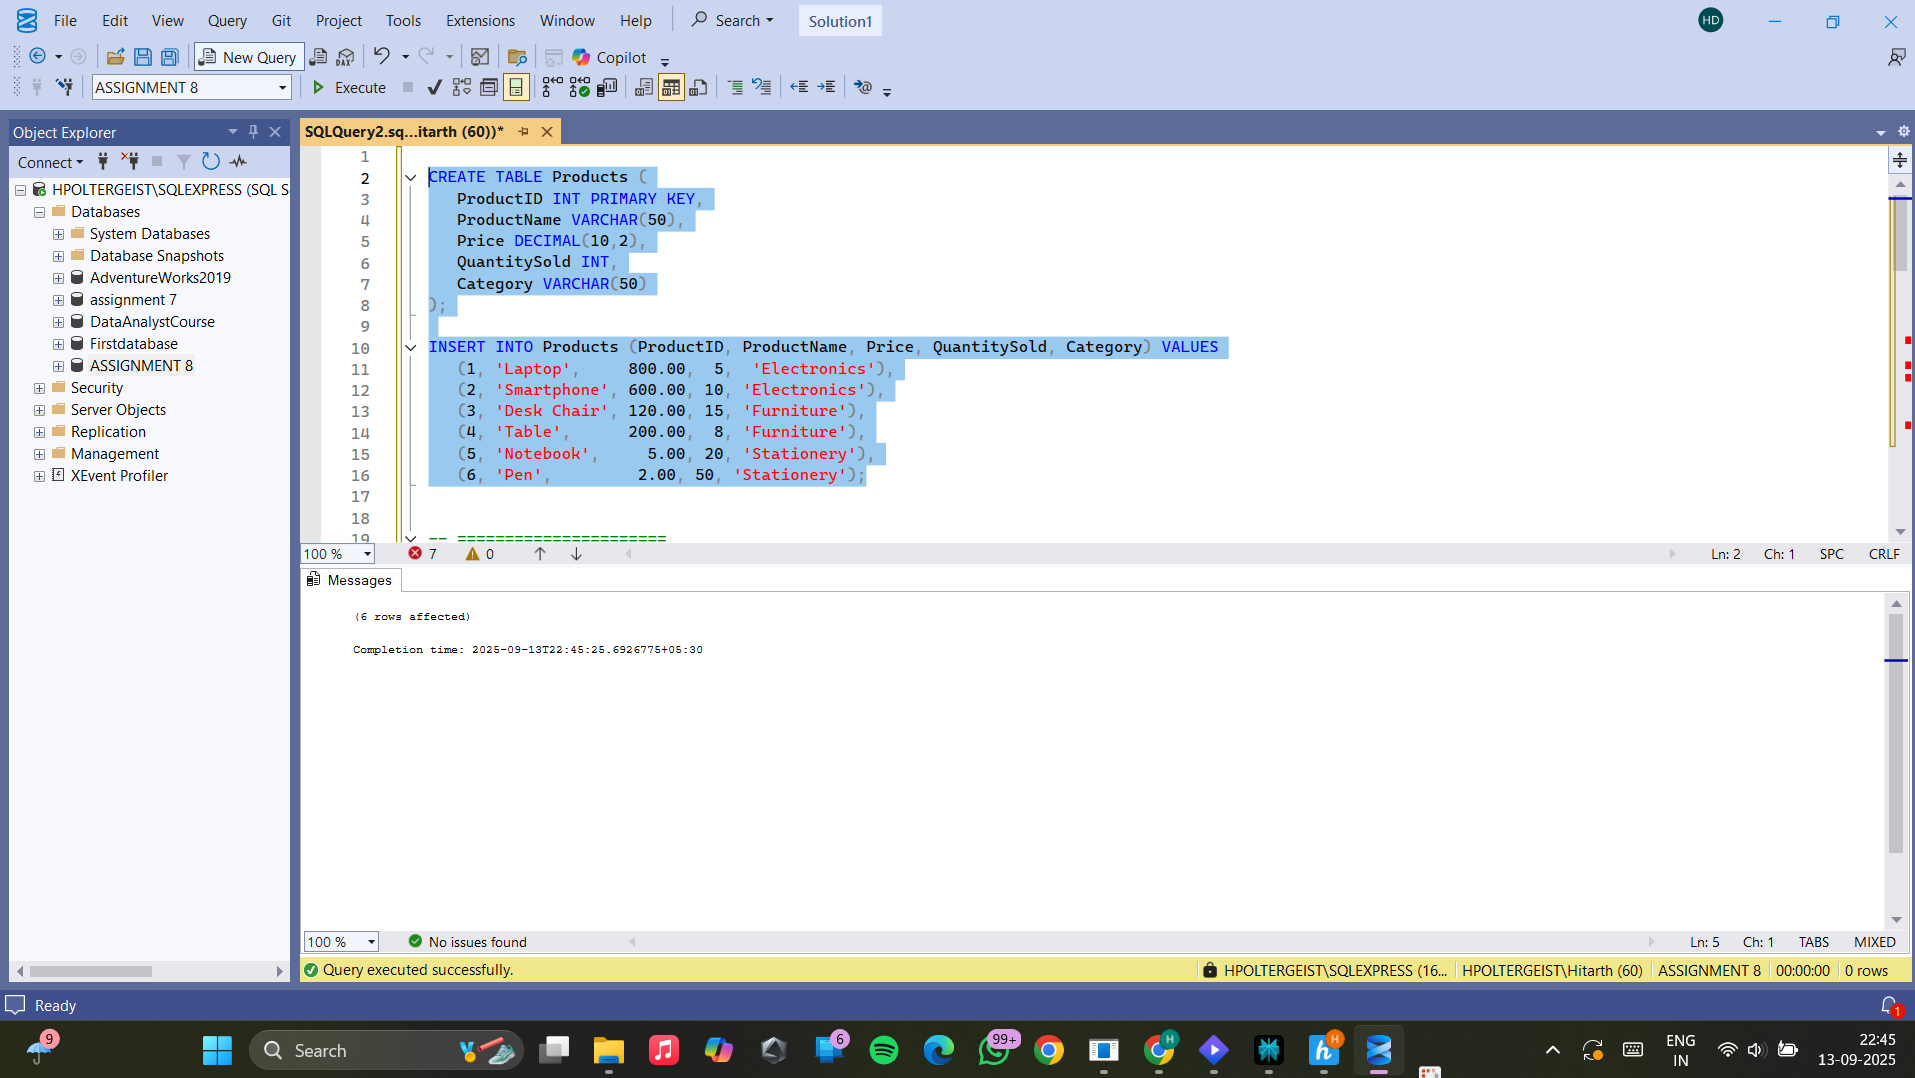 File Edit View Query Git Project Tools Extensions Window Help Search Solution1 HD
New Query DAX Copilot
ASSIGNMENT 8 Execute
Object Explorer
Connect
HPOLTERGEIST\SQLEXPRESS (SQL S
Databases
System Databases
Database Snapshots
AdventureWorks2019
assignment 7
DataAnalystCourse
Firstdatabase
ASSIGNMENT 8
Security
Server Objects
Replication
Management
XEvent Profiler
SQLQuery2.sq...itarth (60))*
1
2 CREATE TABLE Products (
3 ProductID INT PRIMARY KEY,
4 ProductName VARCHAR(50),
5 Price DECIMAL(10,2),
6 QuantitySold INT,
7 Category VARCHAR(50)
8 );
9
10 INSERT INTO Products (ProductID, ProductName, Price, QuantitySold, Category) VALUES
11 (1, 'Laptop', 800.00, 5, 'Electronics'),
12 (2, 'Smartphone', 600.00, 10, 'Electronics'),
13 (3, 'Desk Chair', 120.00, 15, 'Furniture'),
14 (4, 'Table', 200.00, 8, 'Furniture'),
15 (5, 'Notebook', 5.00, 20, 'Stationery'),
16 (6, 'Pen', 2.00, 50, 'Stationery');
17
18
19 -- ======================
100 % 7 0 Ln: 2 Ch: 1 SPC CRLF
Messages
(6 rows affected)
Completion time: 2025-09-13T22:45:25.6926775+05:30
100 % No issues found Ln: 5 Ch: 1 TABS MIXED
Query executed successfully. HPOLTERGEIST\SQLEXPRESS (16... HPOLTERGEIST\Hitarth (60) ASSIGNMENT 8 00:00:00 0 rows
Ready 1
9 Search 6 99+ H H ENG IN 22:45
13-09-2025